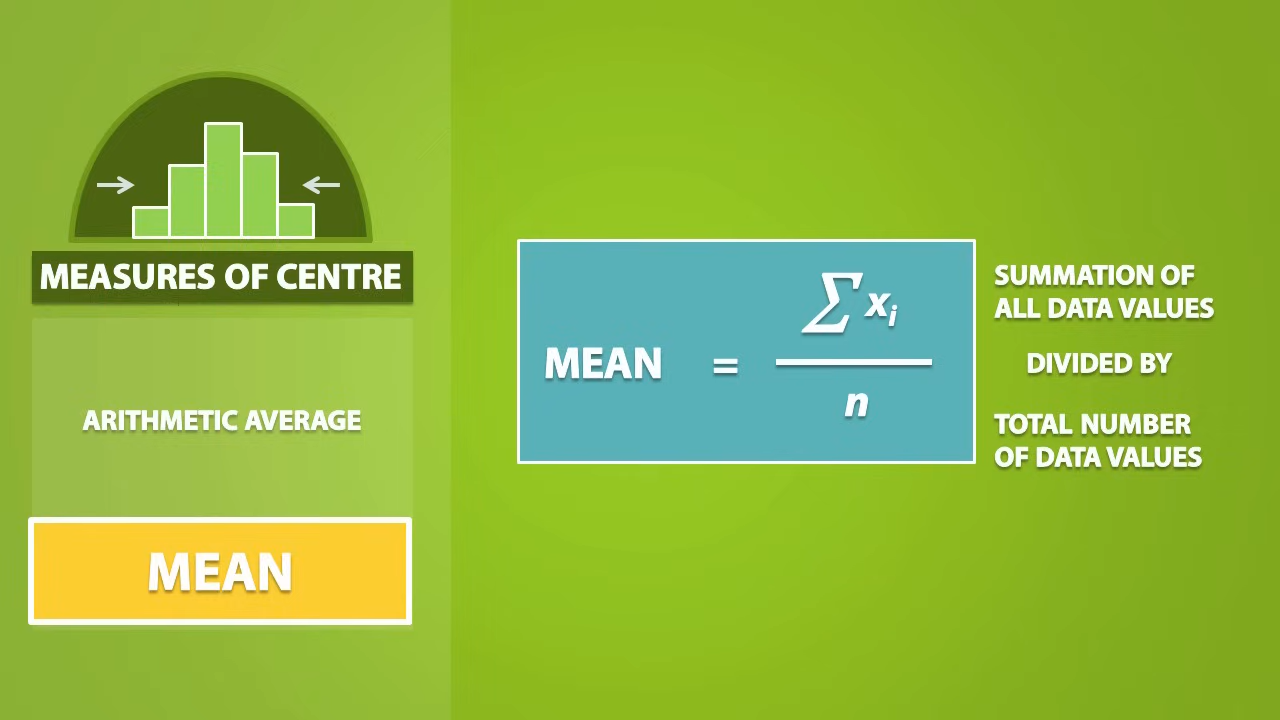 MEASURES OF CENTRE
ARITHMETIC AVERAGE
MEAN
MEAN = ∑xᵢ / n
SUMMATION OF
ALL DATA VALUES
DIVIDED BY
TOTAL NUMBER
OF DATA VALUES